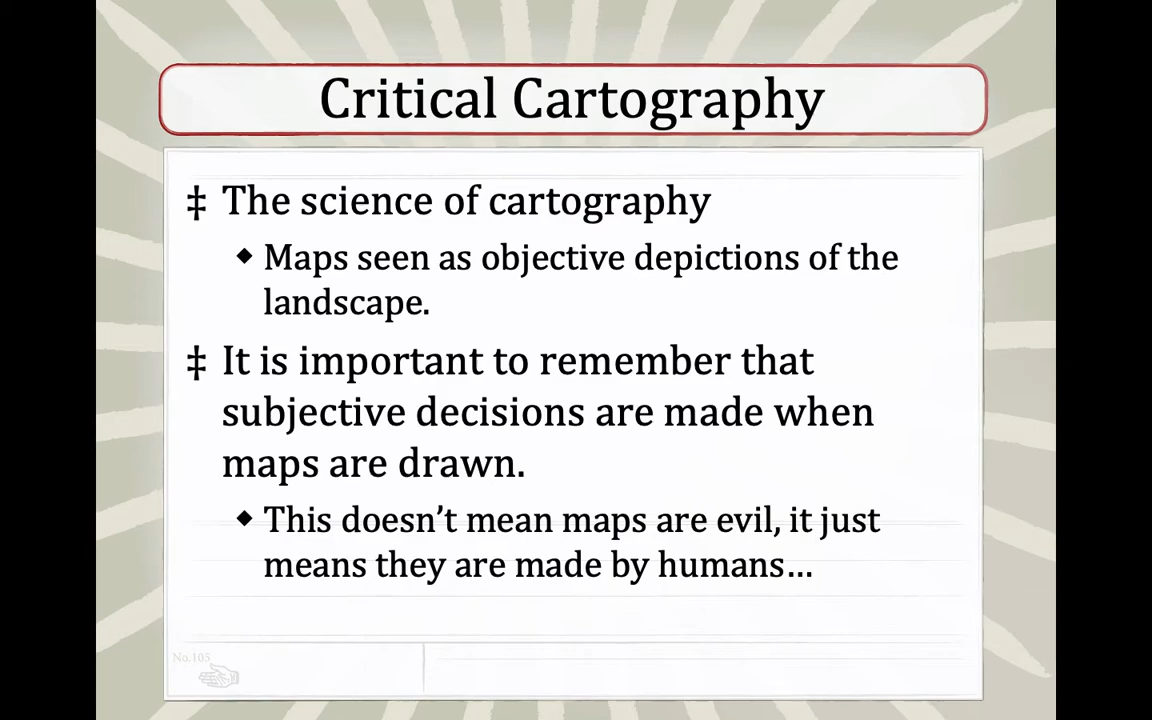 Critical Cartography
‡ The science of cartography
◆ Maps seen as objective depictions of the
landscape.
‡ It is important to remember that
subjective decisions are made when
maps are drawn.
◆ This doesn’t mean maps are evil, it just
means they are made by humans…
No.105